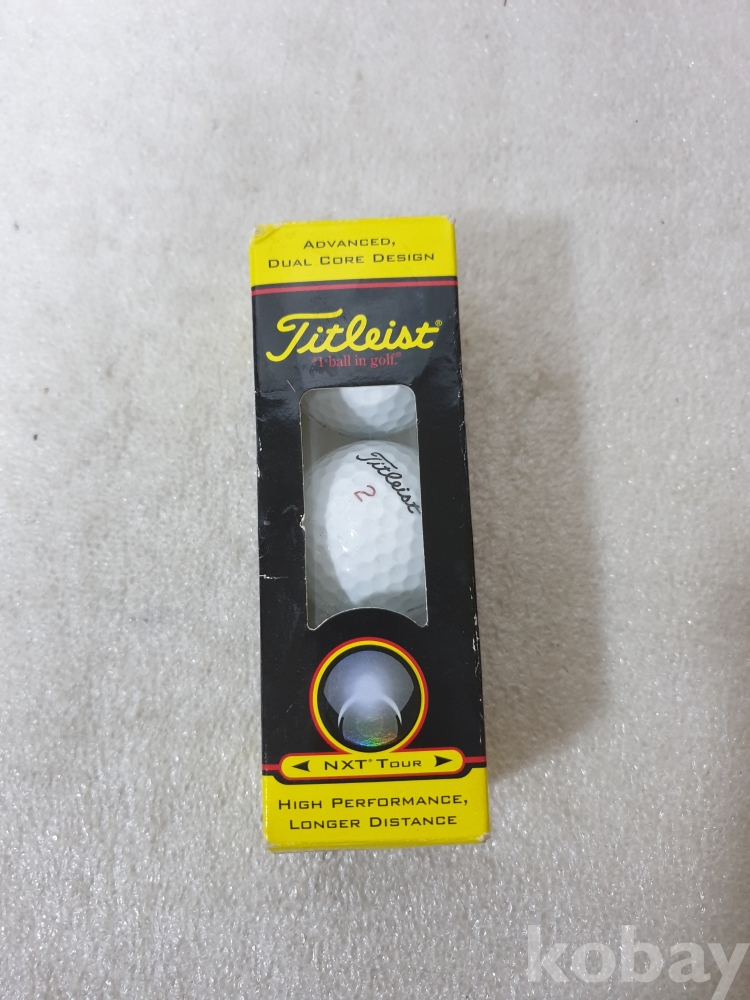 ADVANCED,
DUAL CORE DESIGN
Titleist®
"1 ball in golf."
Titleist
2
NXT® TOUR
HIGH PERFORMANCE,
LONGER DISTANCE
kobay